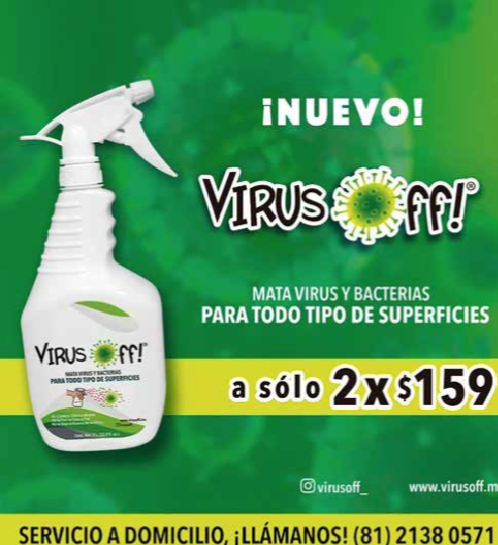 ¡NUEVO!
VIRUS OFF!®
MATA VIRUS Y BACTERIAS
PARA TODO TIPO DE SUPERFICIES
VIRUS OFF!
MATA VIRUS Y BACTERIAS
PARA TODO TIPO DE SUPERFICIES
a sólo 2x$159
virusoff_ www.virusoff.m
SERVICIO A DOMICILIO, ¡LLÁMANOS! (81) 2138 0571